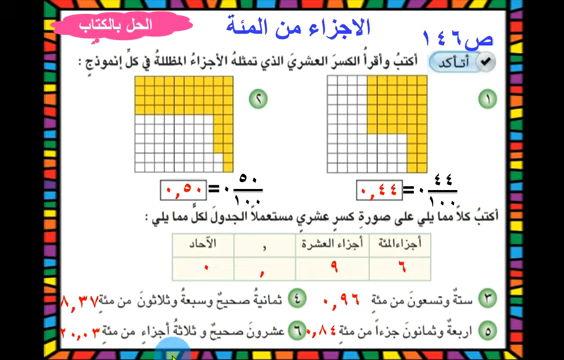 ص١٤٦ الاجزاء من المئة الحل بالكتاب
أتأكد أكتبُ وأقرأُ الكسرَ العشريَ الذي تمثلهُ الأجزاءُ المظللةُ في كلِّ إنموذجٍ :
١ ٢
٤٤/١٠٠ = ٠,٤٤ ٥٠/١٠٠ = ٠,٥٠
أكتبُ كلاً مما يلي على صورةِ كسرٍ عشريٍ مستعملاً الجدولَ لكلٍّ مما يلي :
أجزاءالمئة أجزاء العشرة , الآحاد
٦ ٩ , ٠
٣ ستةٌ وتسعونَ من مئةٍ ٠,٩٦ ٤ ثمانيةُ صحيحٌ وسبعةٌ وثلاثونَ من مئةٍ ٨,٣٧
٥ اربعةٌ وثمانونَ جزءاً من مئةٍ ٠,٨٤ ٦ عشرونَ صحيحٌ و ثلاثةُ أجزاءٍ من مئةٍ ٢٠,٠٣